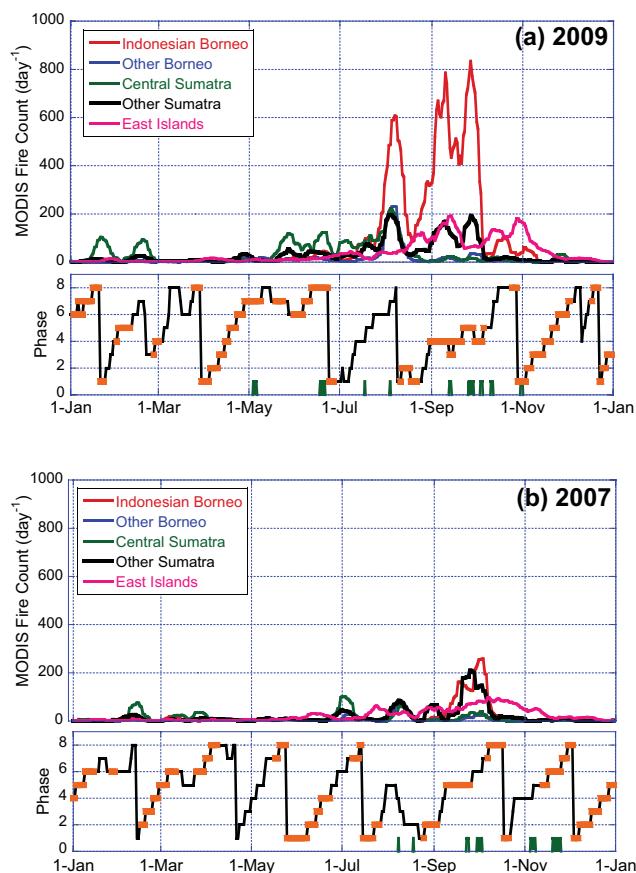 (a) 2009
Indonesian Borneo
Other Borneo
Central Sumatra
Other Sumatra
East Islands
MODIS Fire Count (day-1)
1000
800
600
400
200
0
Phase
8
6
4
2
0
1-Jan 1-Mar 1-May 1-Jul 1-Sep 1-Nov 1-Jan
(b) 2007
Indonesian Borneo
Other Borneo
Central Sumatra
Other Sumatra
East Islands
MODIS Fire Count (day-1)
1000
800
600
400
200
0
Phase
8
6
4
2
0
1-Jan 1-Mar 1-May 1-Jul 1-Sep 1-Nov 1-Jan